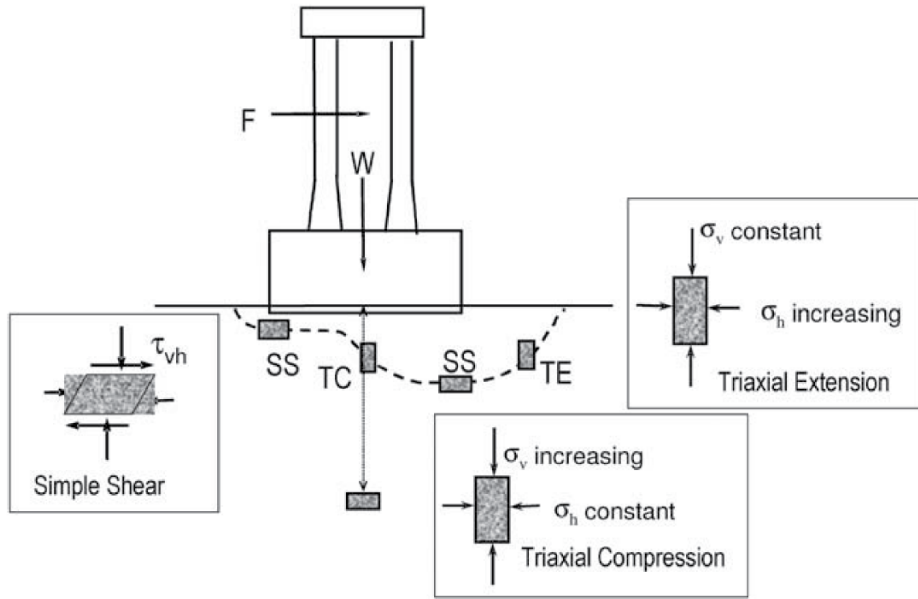 F
W
σv constant
σh increasing
Triaxial Extension
τvh
Simple Shear
SS
TC
SS
TE
σv increasing
σh constant
Triaxial Compression